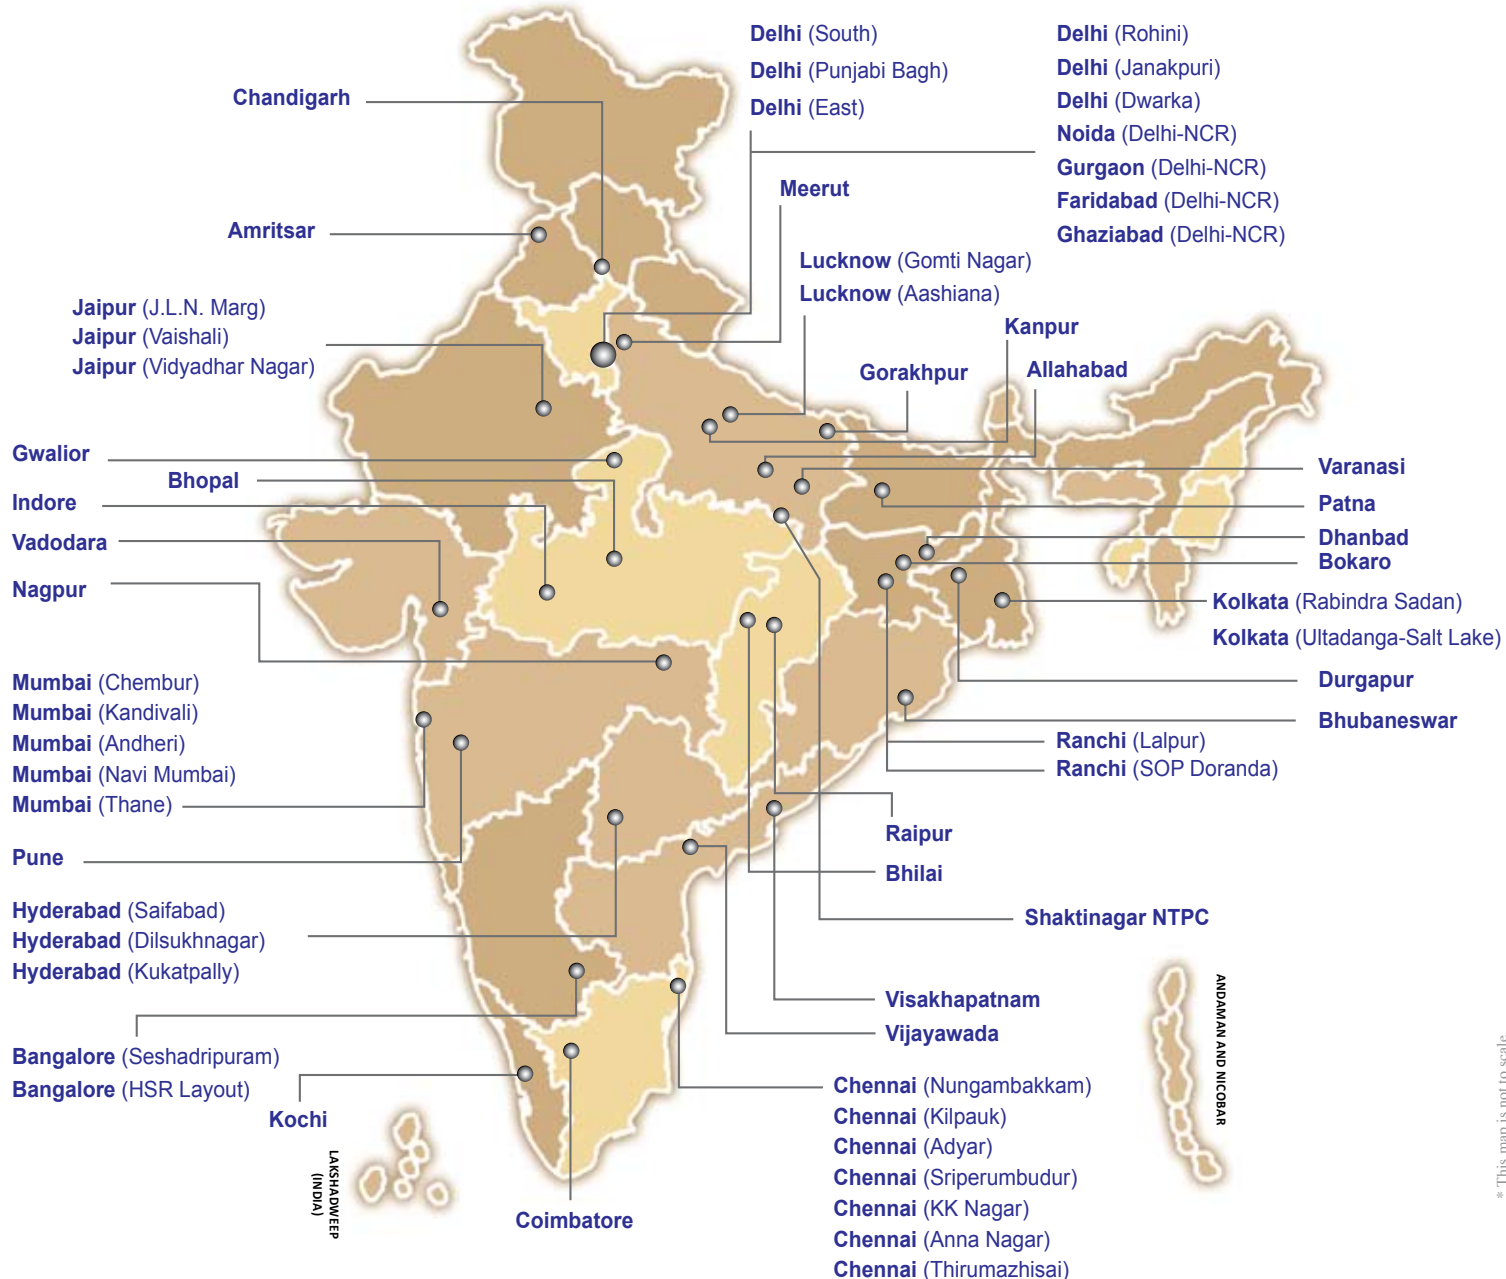 Delhi (South)
Delhi (Punjabi Bagh)
Delhi (East)
Delhi (Rohini)
Delhi (Janakpuri)
Delhi (Dwarka)
Noida (Delhi-NCR)
Gurgaon (Delhi-NCR)
Faridabad (Delhi-NCR)
Ghaziabad (Delhi-NCR)
Chandigarh
Meerut
Amritsar
Lucknow (Gomti Nagar)
Lucknow (Aashiana)
Jaipur (J.L.N. Marg)
Jaipur (Vaishali)
Jaipur (Vidyadhar Nagar)
Kanpur
Gorakhpur
Allahabad
Gwalior
Bhopal
Indore
Vadodara
Nagpur
Varanasi
Patna
Dhanbad
Bokaro
Kolkata (Rabindra Sadan)
Kolkata (Ultadanga-Salt Lake)
Durgapur
Bhubaneswar
Ranchi (Lalpur)
Ranchi (SOP Doranda)
Mumbai (Chembur)
Mumbai (Kandivali)
Mumbai (Andheri)
Mumbai (Navi Mumbai)
Mumbai (Thane)
Pune
Raipur
Bhilai
Shaktinagar NTPC
Hyderabad (Saifabad)
Hyderabad (Dilsukhnagar)
Hyderabad (Kukatpally)
Visakhapatnam
Vijayawada
Bangalore (Seshadripuram)
Bangalore (HSR Layout)
Kochi
Coimbatore
Chennai (Nungambakkam)
Chennai (Kilpauk)
Chennai (Adyar)
Chennai (Sriperumbudur)
Chennai (KK Nagar)
Chennai (Anna Nagar)
Chennai (Thirumazhisai)
LAKSHADWEEP
(INDIA)
ANDAMAN AND NICOBAR
* This map is not to scale